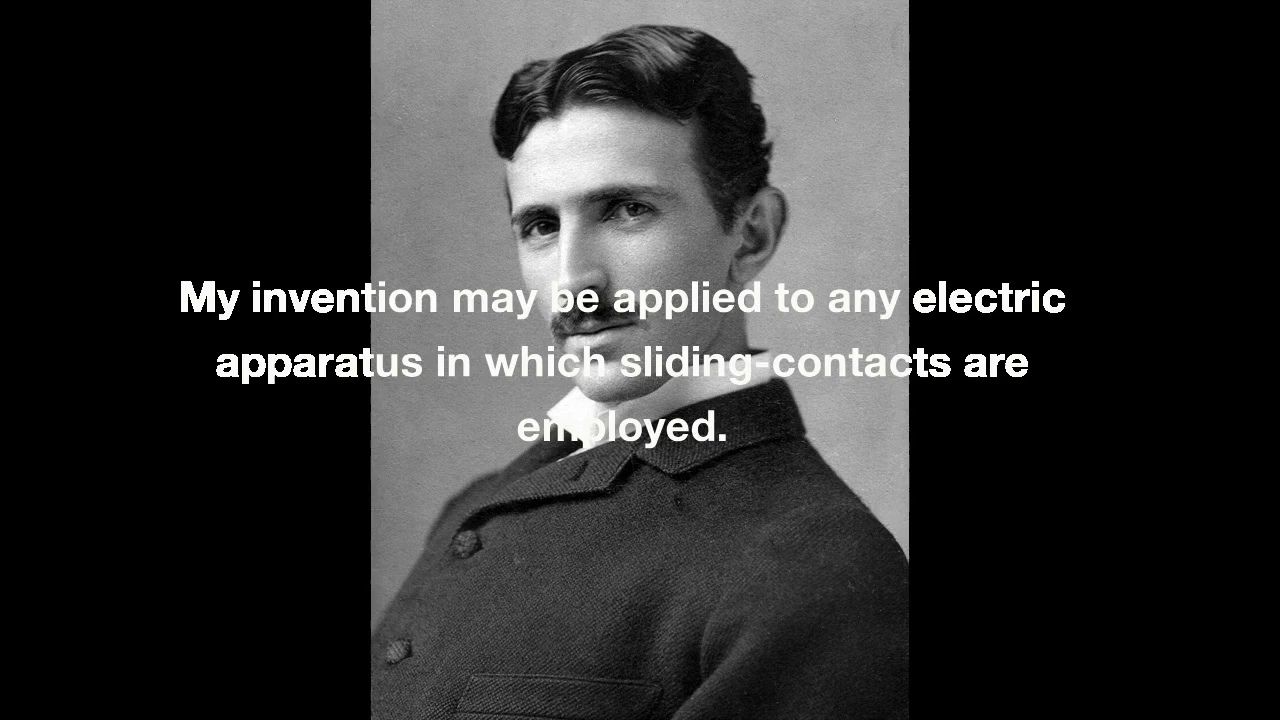 My invention may be applied to any electric
apparatus in which sliding-contacts are
employed.